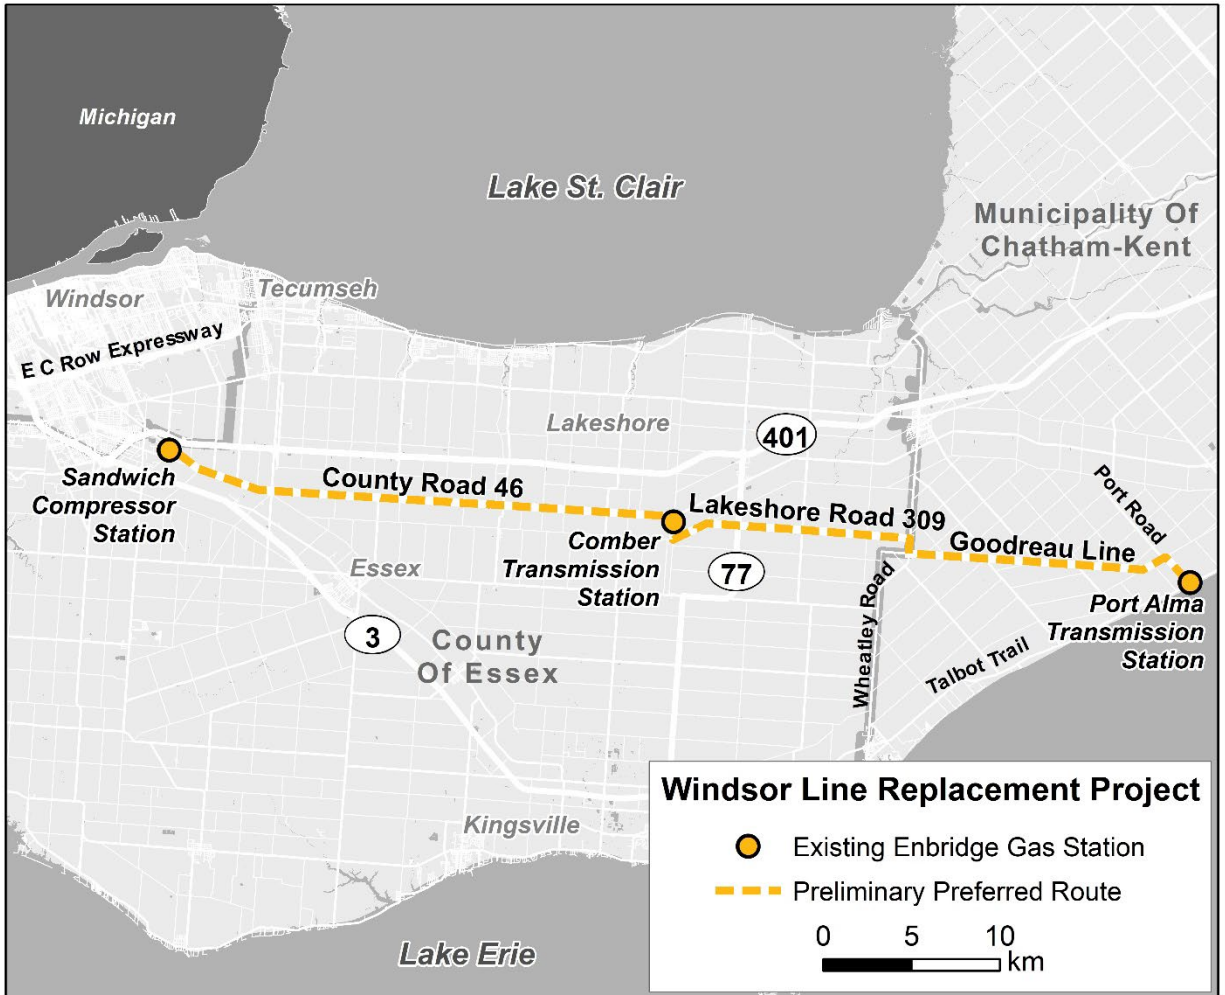 Michigan
Lake St. Clair
Municipality Of
Chatham-Kent
Windsor
Tecumseh
E C Row Expressway
Lakeshore
401
Sandwich
Compressor
Station
County Road 46
Lakeshore Road 309
Port Road
Comber
Transmission
Station
Goodreau Line
Essex
77
Port Alma
Transmission
Station
3
County
Of Essex
Wheatley Road
Talbot Trail
Kingsville
Lake Erie
Windsor Line Replacement Project
Existing Enbridge Gas Station
Preliminary Preferred Route
0 5 10
km